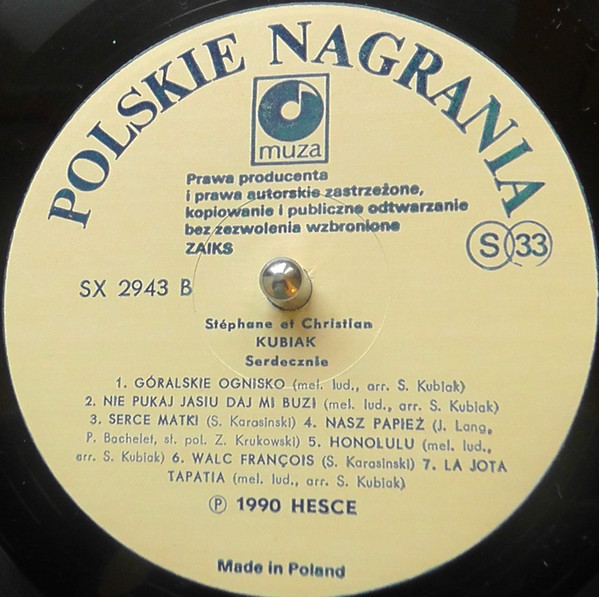 POLSKIE NAGRANIA
muza
Prawa producenta
i prawa autorskie zastrzeżone,
kopiowanie i publiczne odtwarzanie
bez zezwolenia wzbronione
ZAIKS
S 33
SX 2943 B
Stéphane et Christian
KUBIAK
Serdecznie
1. GÓRALSKIE OGNISKO (mel. lud., arr. S. Kubiak)
2. NIE PUKAJ JASIU DAJ MI BUZI (mel. lud., arr. S. Kubiak)
3. SERCE MATKI (S. Karasinski) 4. NASZ PAPIEŻ (J. Lang,
P. Bachelet, sł. pol. Z. Krukowski) 5. HONOLULU (mel. lud.,
arr. S. Kubiak) 6. WALC FRANÇOIS (S. Karasinski) 7. LA JOTA
TAPATIA (mel. lud., arr. S. Kubiak)
℗ 1990 HESCE
Made in Poland